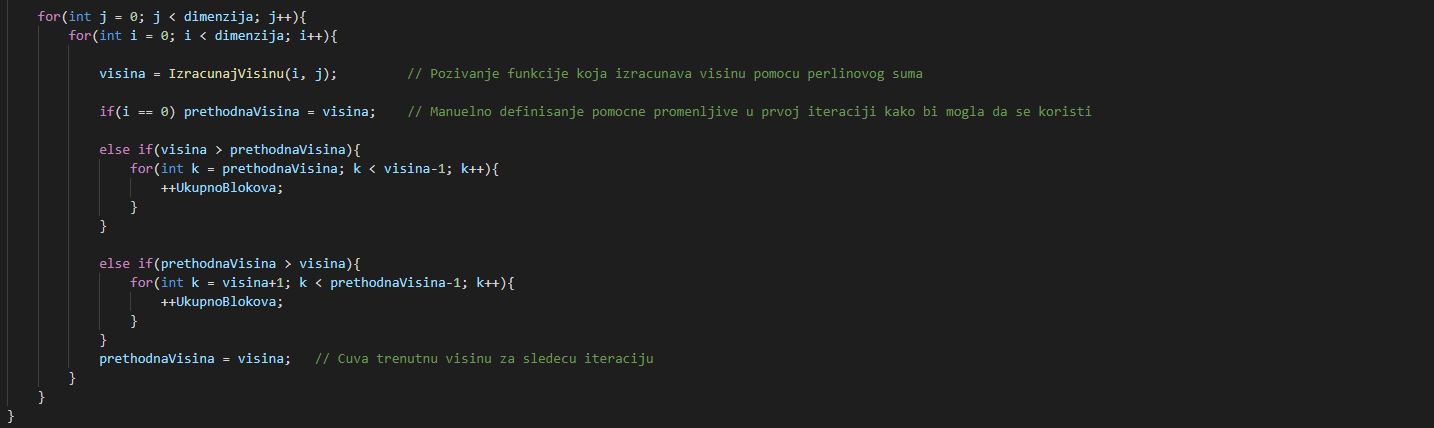 for(int j = 0; j < dimenzija; j++){
for(int i = 0; i < dimenzija; i++){
visina = IzracunajVisinu(i, j); // Pozivanje funkcije koja izracunava visinu pomocu perlinovog suma
if(i == 0) prethodnaVisina = visina; // Manuelno definisanje pomocne promenljive u prvoj iteraciji kako bi mogla da se koristi
else if(visina > prethodnaVisina){
for(int k = prethodnaVisina; k < visina-1; k++){
++UkupnoBlokova;
}
}
else if(prethodnaVisina > visina){
for(int k = visina+1; k < prethodnaVisina-1; k++){
++UkupnoBlokova;
}
}
prethodnaVisina = visina; // Cuva trenutnu visinu za sledecu iteraciju
}
}
}